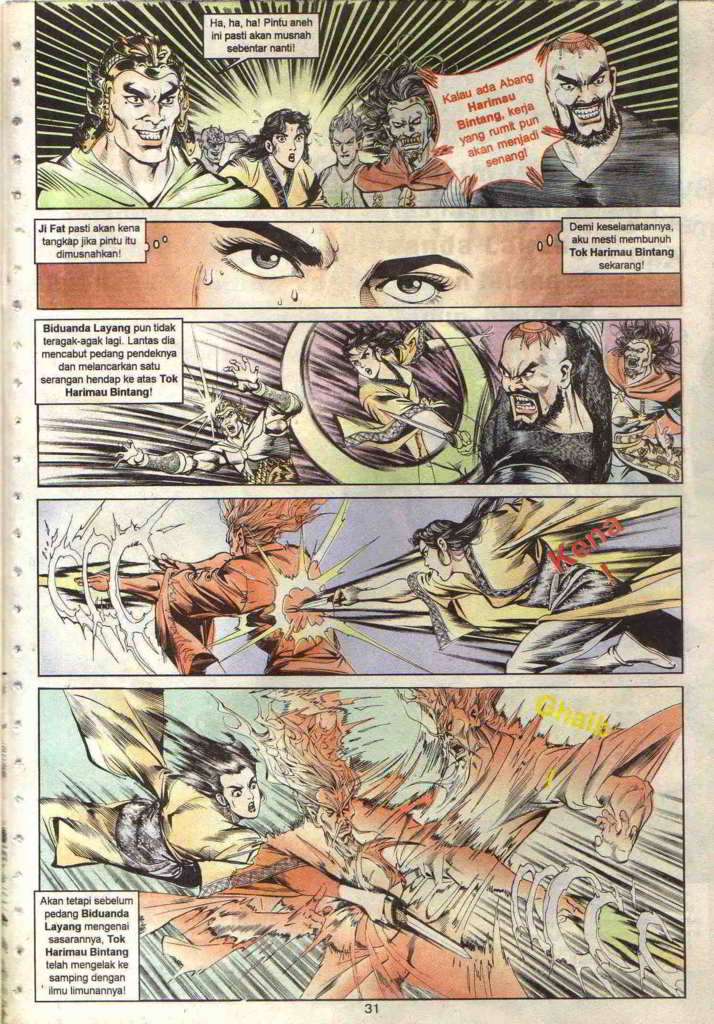 Ha, ha, ha! Pintu aneh
ini pasti akan musnah
sebentar nanti!
Kalau ada Abang
Harimau
Bintang, kerja
yang rumit pun
akan menjadi
senang!
Ji Fat pasti akan kena
tangkap jika pintu itu
dimusnahkan!
Demi keselamatannya,
aku mesti membunuh
Tok Harimau Bintang
sekarang!
Biduanda Layang pun tidak
teragak-agak lagi. Lantas dia
mencabut pedang pendeknya
dan melancarkan satu
serangan hendap ke atas Tok
Harimau Bintang!
Kena
!
Ghaib
!
Akan tetapi sebelum
pedang Biduanda
Layang mengenai
sasarannya, Tok
Harimau Bintang
telah mengelak ke
samping dengan
ilmu limunannya!
31